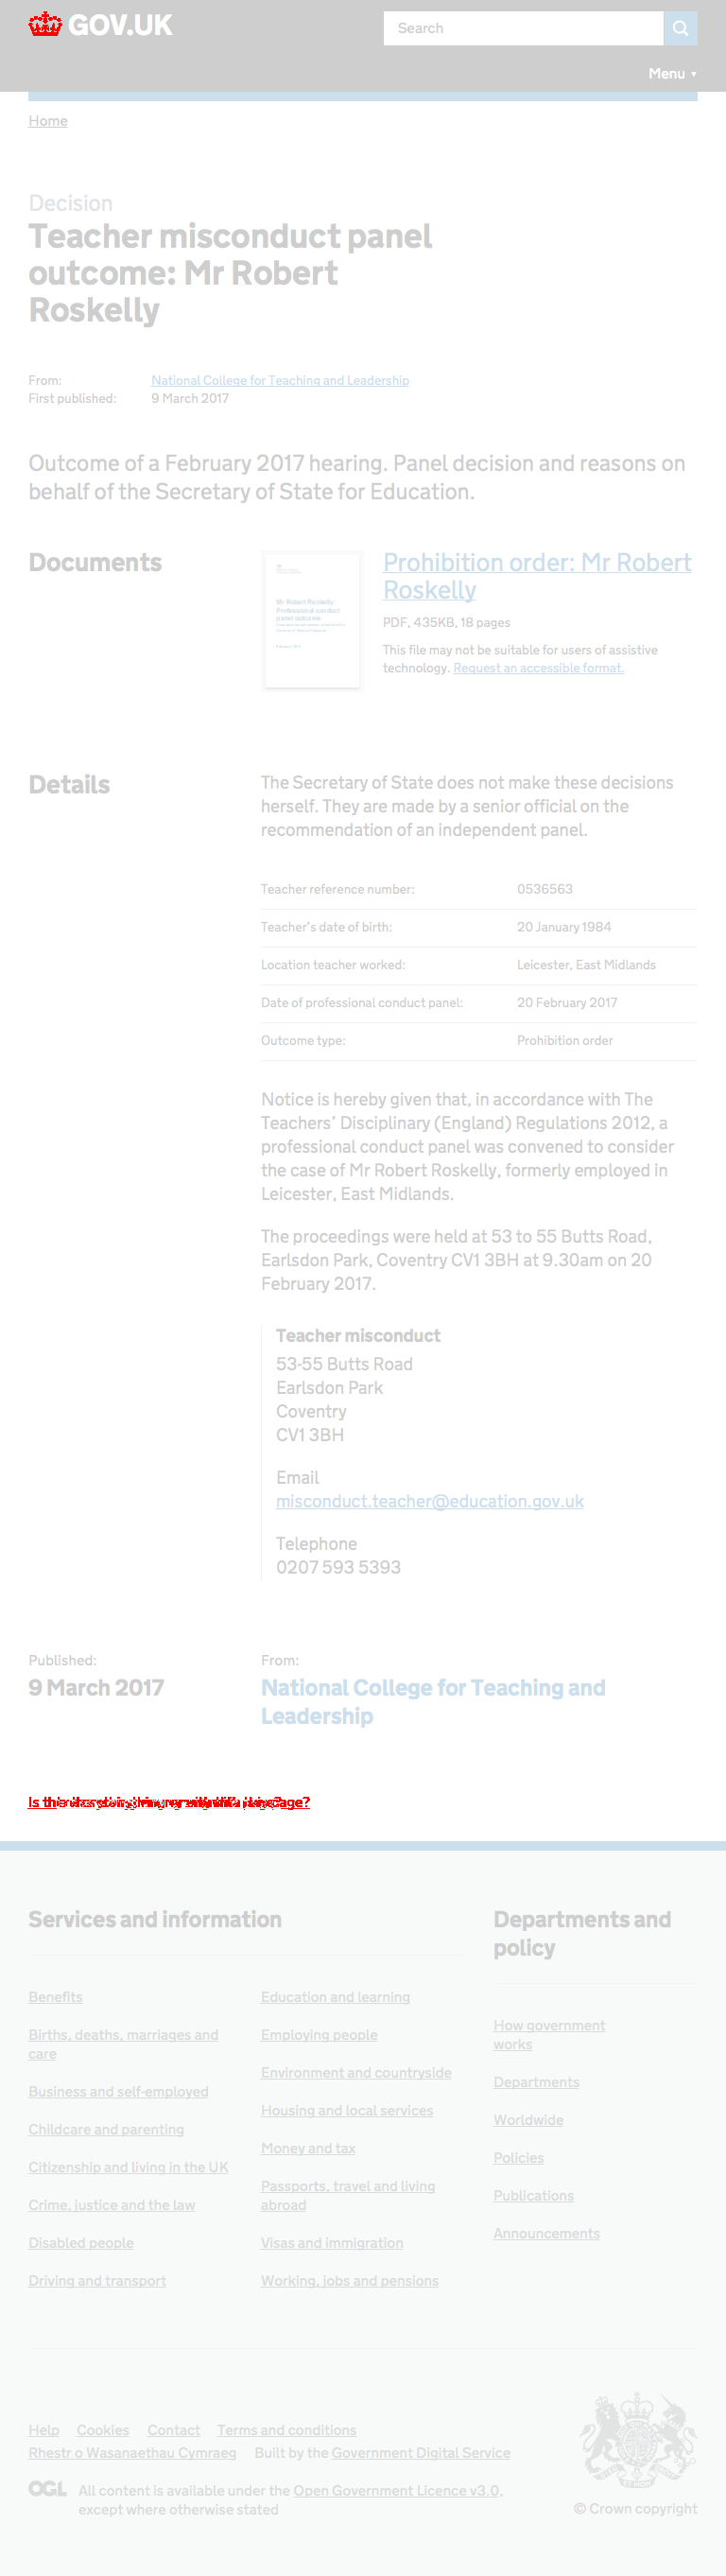 GOV.UK
Search
Menu ▼
Home
Decision
Teacher misconduct panel
outcome: Mr Robert
Roskelly
From: National College for Teaching and Leadership
First published: 9 March 2017
Outcome of a February 2017 hearing. Panel decision and reasons on
behalf of the Secretary of State for Education.
Documents
Mr Robert Roskelly:
Professional conduct
panel outcome
Prohibition order: Mr Robert
Roskelly
PDF, 435KB, 18 pages
This file may not be suitable for users of assistive
technology. Request an accessible format.
Details
The Secretary of State does not make these decisions
herself. They are made by a senior official on the
recommendation of an independent panel.
Teacher reference number: 0536563
Teacher's date of birth: 20 January 1984
Location teacher worked: Leicester, East Midlands
Date of professional conduct panel: 20 February 2017
Outcome type: Prohibition order
Notice is hereby given that, in accordance with The
Teachers' Disciplinary (England) Regulations 2012, a
professional conduct panel was convened to consider
the case of Mr Robert Roskelly, formerly employed in
Leicester, East Midlands.
The proceedings were held at 53 to 55 Butts Road,
Earlsdon Park, Coventry CV1 3BH at 9.30am on 20
February 2017.
Teacher misconduct
53-55 Butts Road
Earlsdon Park
Coventry
CV1 3BH
Email
misconduct.teacher@education.gov.uk
Telephone
0207 593 5393
Published:
9 March 2017
From:
National College for Teaching and
Leadership
Services and information
Benefits
Births, deaths, marriages and
care
Business and self-employed
Childcare and parenting
Citizenship and living in the UK
Crime, justice and the law
Disabled people
Driving and transport
Education and learning
Employing people
Environment and countryside
Housing and local services
Money and tax
Passports, travel and living
abroad
Visas and immigration
Working, jobs and pensions
Departments and
policy
How government
works
Departments
Worldwide
Policies
Publications
Announcements
Help Cookies Contact Terms and conditions
Rhestr o Wasanaethau Cymraeg Built by the Government Digital Service
OGL All content is available under the Open Government Licence v3.0,
except where otherwise stated
© Crown copyright